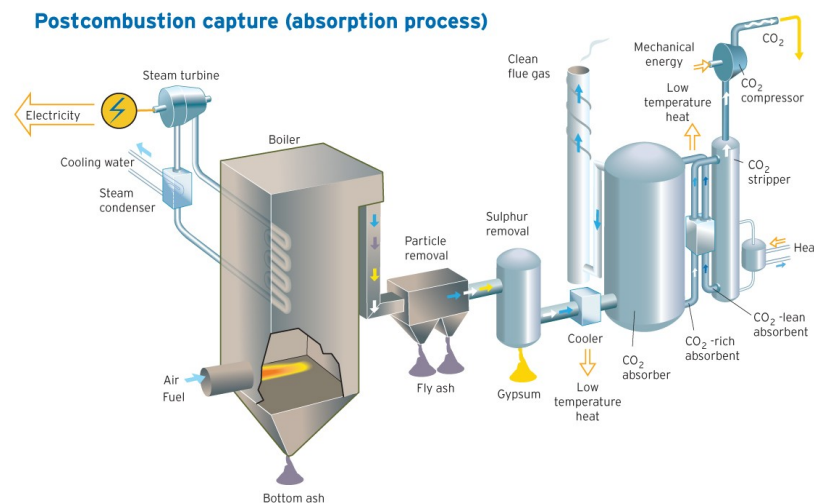 Postcombustion capture (absorption process)
CO2
Mechanical
energy
CO2
compressor
Clean
flue gas
Low
temperature
heat
Steam turbine
Electricity
Boiler
Cooling water
Steam
condenser
CO2
stripper
Sulphur
removal
Particle
removal
Hea
CO2 -lean
absorbent
CO2 -rich
absorbent
Cooler
CO2
absorber
Air
Fuel
Fly ash
Gypsum
Low
temperature
heat
Bottom ash